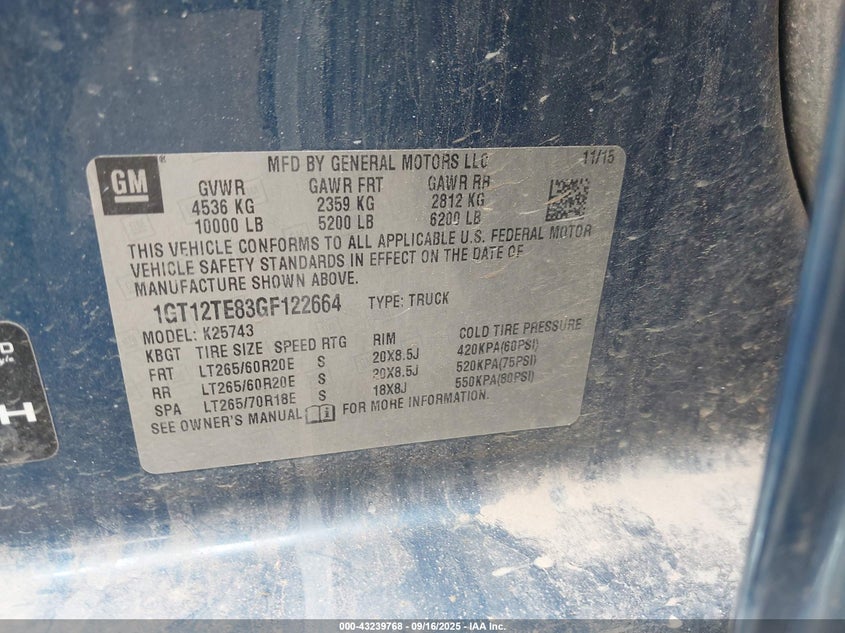 MFD BY GENERAL MOTORS LLC 11/15
GM
GVWR GAWR FRT GAWR RR
4536 KG 2359 KG 2812 KG
10000 LB 5200 LB 6200 LB
THIS VEHICLE CONFORMS TO ALL APPLICABLE U.S. FEDERAL MOTOR
VEHICLE SAFETY STANDARDS IN EFFECT ON THE DATE OF
MANUFACTURE SHOWN ABOVE.
1GT12TE83GF122664 TYPE: TRUCK
MODEL: K25743
KBGT TIRE SIZE SPEED RTG RIM COLD TIRE PRESSURE
FRT LT265/60R20E S 20X8.5J 420KPA(60PSI)
RR LT265/60R20E S 20X8.5J 520KPA(75PSI)
SPA LT265/70R18E S 18X8J 550KPA(80PSI)
SEE OWNER'S MANUAL FOR MORE INFORMATION.
H
000-43239768 - 09/16/2025 - IAA Inc.